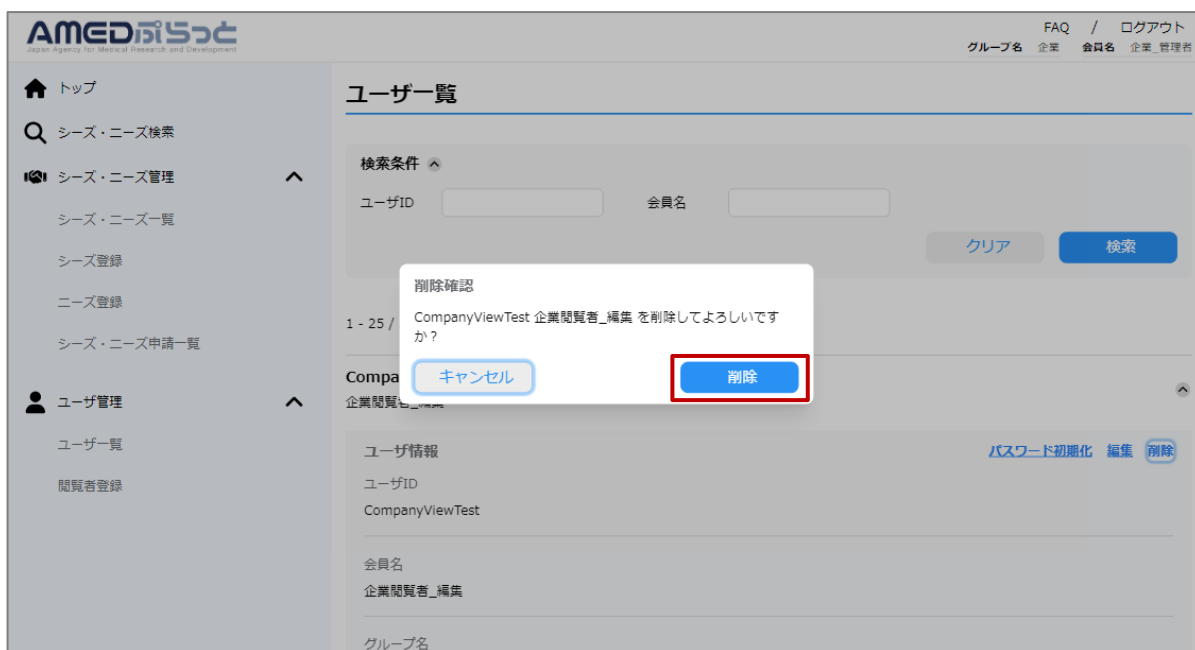 AMEDぷらっと
Japan Agency for Medical Research and Development
FAQ / ログアウト
グループ名 企業 会員名 企業_管理者
トップ
シーズ・ニーズ検索
シーズ・ニーズ管理
シーズ・ニーズ一覧
シーズ登録
ニーズ登録
シーズ・ニーズ申請一覧
ユーザ管理
ユーザ一覧
閲覧者登録
ユーザ一覧
検索条件
ユーザID
会員名
クリア
検索
1 - 25 /
削除確認
CompanyViewTest 企業閲覧者_編集 を削除してよろしいです
か？
キャンセル
削除
Compa
企業閲覧者_編集
ユーザ情報
パスワード初期化 編集 削除
ユーザID
CompanyViewTest
会員名
企業閲覧者_編集
グループ名